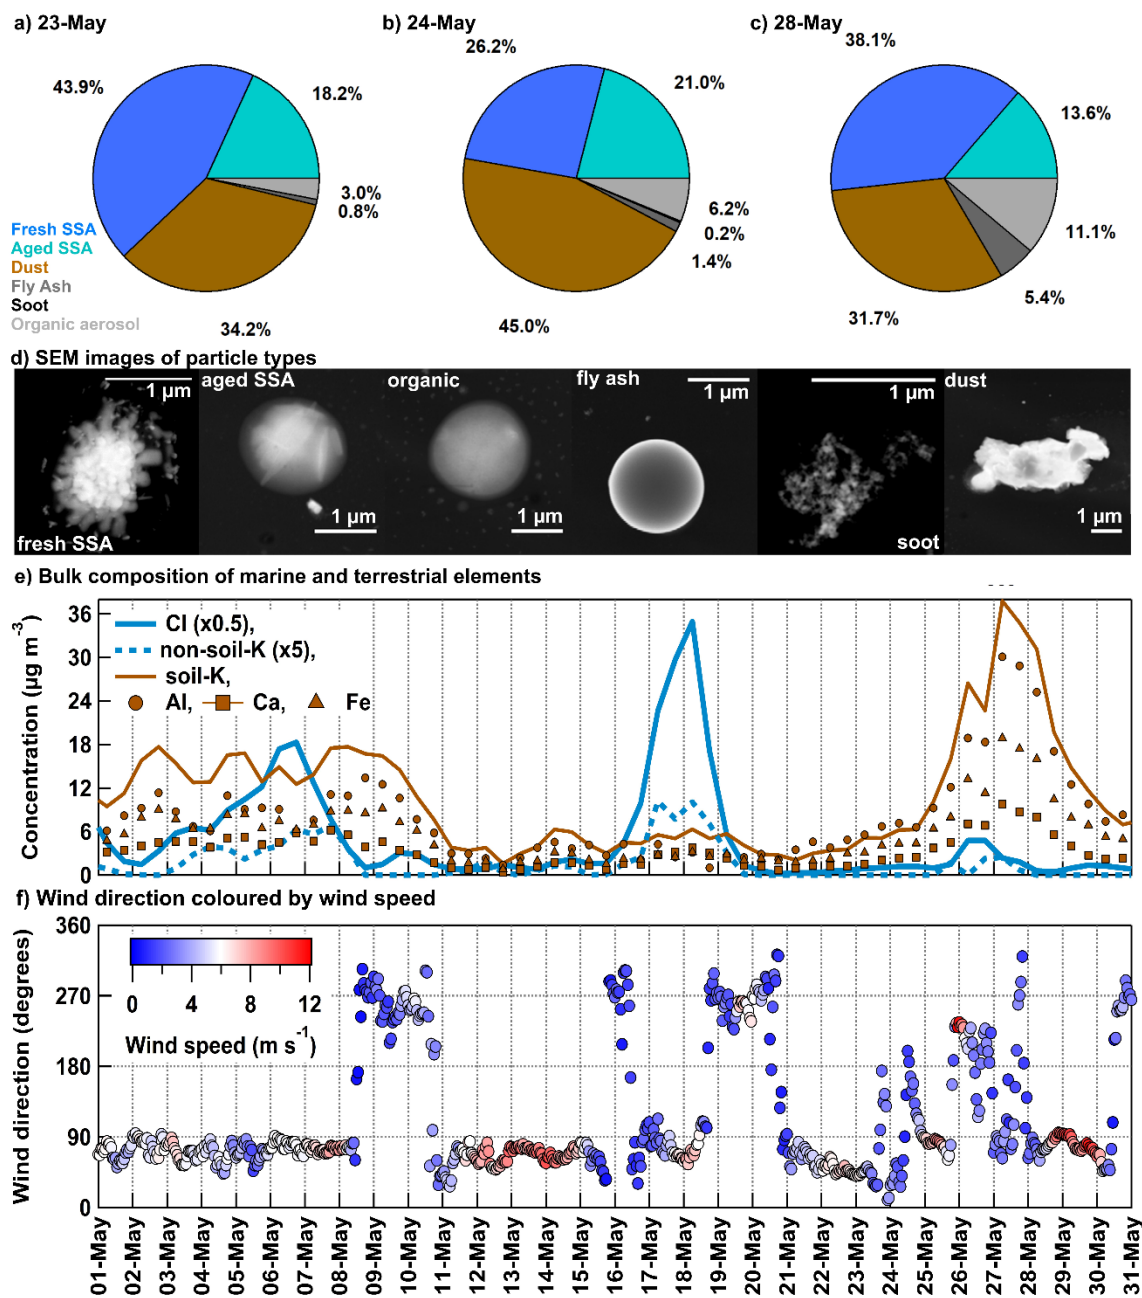 a) 23-May
b) 24-May
c) 28-May
43.9%
18.2%
3.0%
0.8%
34.2%
26.2%
21.0%
6.2%
0.2%
1.4%
45.0%
38.1%
13.6%
11.1%
5.4%
31.7%
Fresh SSA
Aged SSA
Dust
Fly Ash
Soot
Organic aerosol
d) SEM images of particle types
1 µm
fresh SSA
aged SSA
1 µm
organic
1 µm
fly ash
1 µm
1 µm
soot
dust
1 µm
e) Bulk composition of marine and terrestrial elements
Concentration (µg m⁻³)
36
30
24
18
12
6
0
Cl (x0.5),
non-soil-K (x5),
soil-K,
Al, Ca, Fe
f) Wind direction coloured by wind speed
Wind direction (degrees)
360
270
180
90
0
0 4 8 12
Wind speed (m s⁻¹)
01-May
02-May
03-May
04-May
05-May
06-May
07-May
08-May
09-May
10-May
11-May
12-May
13-May
14-May
15-May
16-May
17-May
18-May
19-May
20-May
21-May
22-May
23-May
24-May
25-May
26-May
27-May
28-May
29-May
30-May
31-May